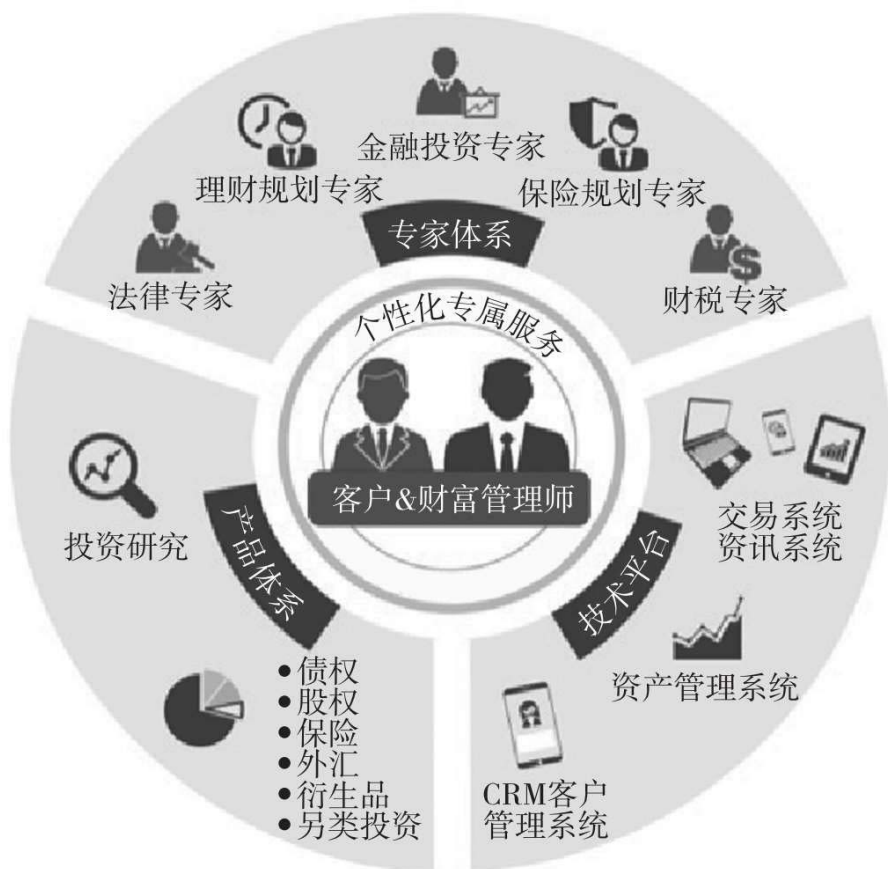 金融投资专家
理财规划专家
保险规划专家
专家体系
法律专家
财税专家
个性化专属服务
客户&财富管理师
投资研究
产品体系
●债权
●股权
●保险
●外汇
●衍生品
●另类投资
交易系统
资讯系统
技术平台
资产管理系统
CRM客户
管理系统